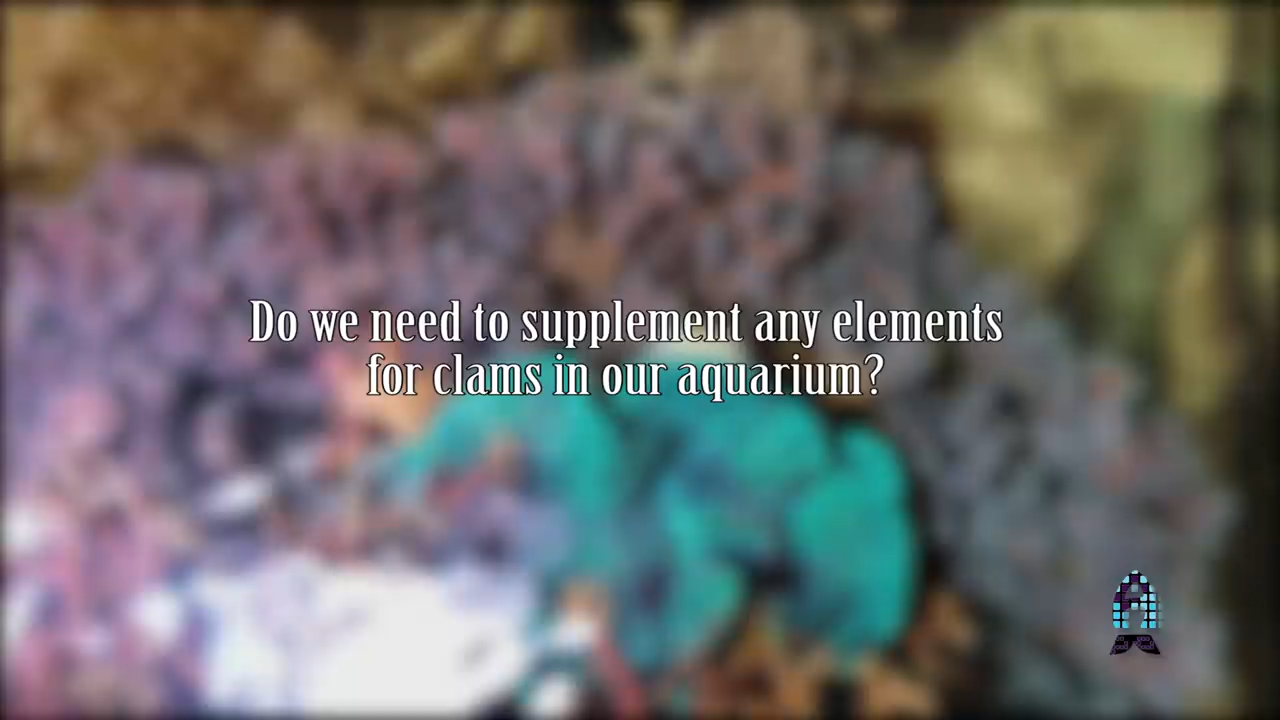 Do we need to supplement any elements
for clams in our aquarium?